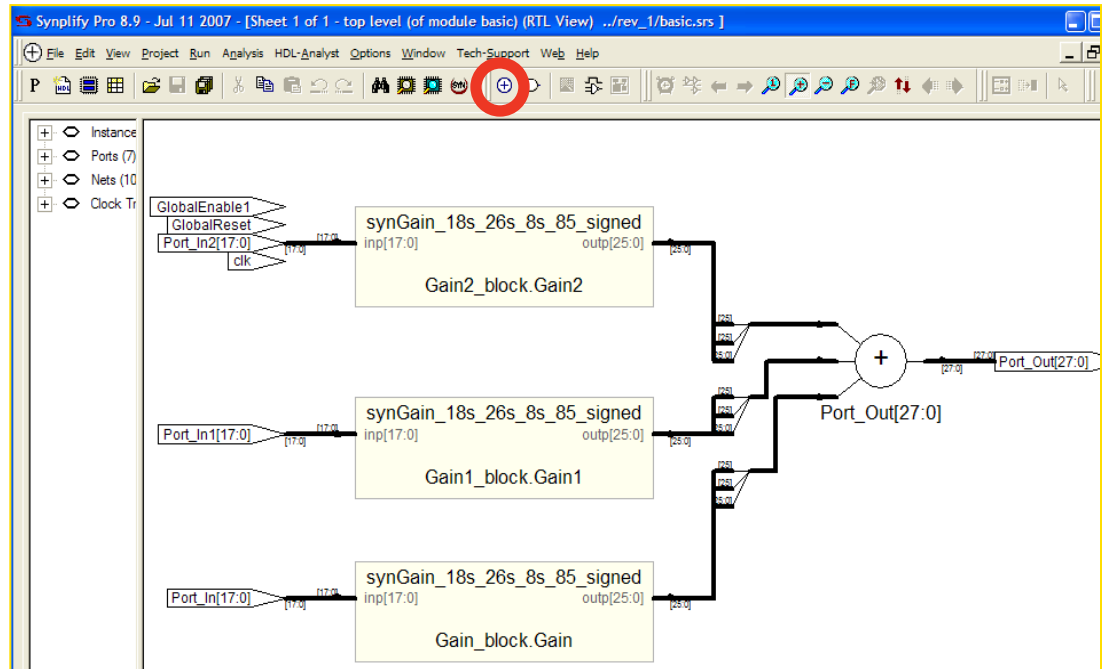 Synplify Pro 8.9 - Jul 11 2007 - [Sheet 1 of 1 - top level (of module basic) (RTL View) ../rev_1/basic.srs ]
File Edit View Project Run Analysis HDL-Analyst Options Window Tech-Support Web Help
P
Instance
Ports (7)
Nets (10
Clock Tr
GlobalEnable1
GlobalReset
Port_In2[17:0]
clk
[17:0]
[17:0]
synGain_18s_26s_8s_85_signed
inp[17:0] outp[25:0]
Gain2_block.Gain2
[25:0]
[25]
[25]
25:0]
+
Port_Out[27:0]
[27:0]
[27:0]
Port_Out[27:0]
Port_In1[17:0]
[17:0]
[17:0]
synGain_18s_26s_8s_85_signed
inp[17:0] outp[25:0]
Gain1_block.Gain1
[25:0]
[25]
[25]
25:0]
Port_In[17:0]
[17:0]
[17:0]
synGain_18s_26s_8s_85_signed
inp[17:0] outp[25:0]
Gain_block.Gain
[25:0]
[25]
[25]
25:0]